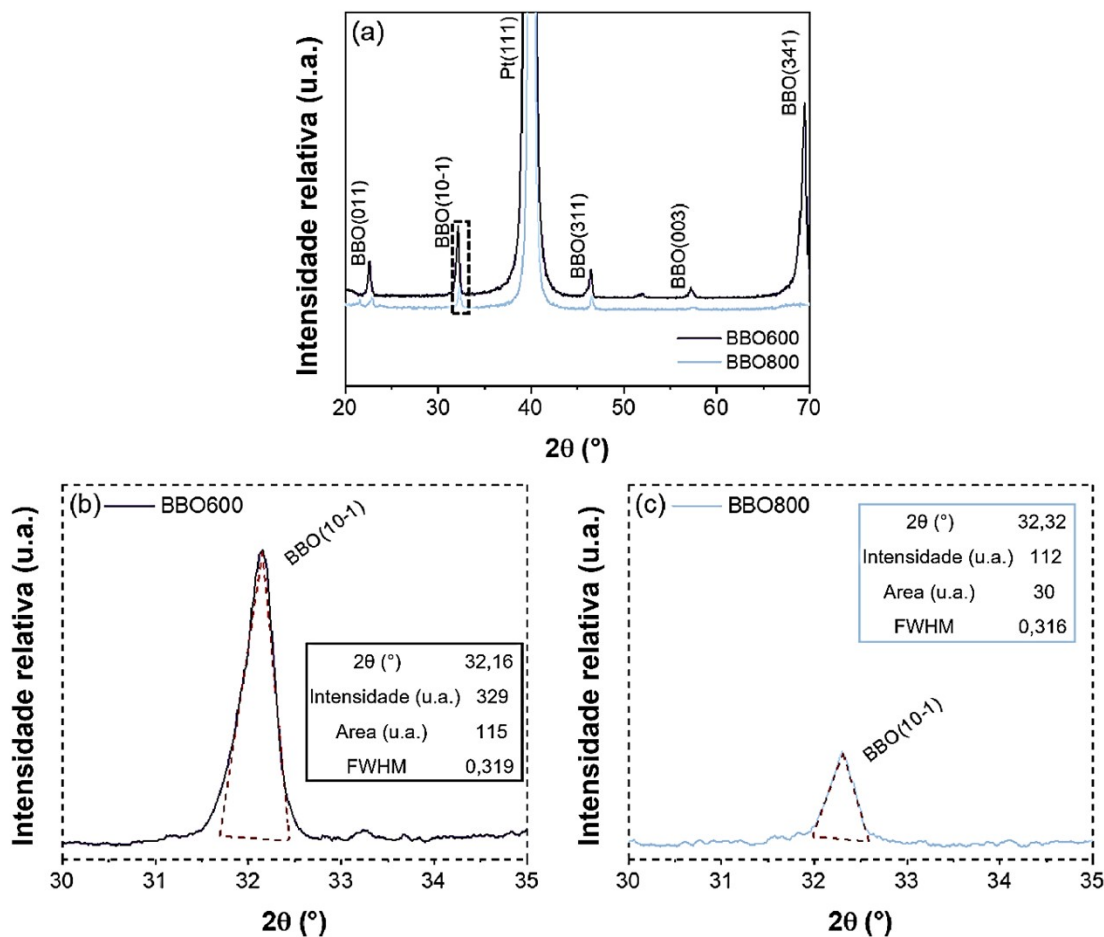 (a)
Intensidade relativa (u.a.)
BBO(011)
BBO(10-1)
Pt(111)
BBO(311)
BBO(003)
BBO(341)
BBO600
BBO800
20 30 40 50 60 70
2θ (°)
(b) BBO600
Intensidade relativa (u.a.)
BBO(10-1)
2θ (°) 32,16
Intensidade (u.a.) 329
Area (u.a.) 115
FWHM 0,319
30 31 32 33 34 35
2θ (°)
(c) BBO800
Intensidade relativa (u.a.)
2θ (°) 32,32
Intensidade (u.a.) 112
Area (u.a.) 30
FWHM 0,316
BBO(10-1)
30 31 32 33 34 35
2θ (°)